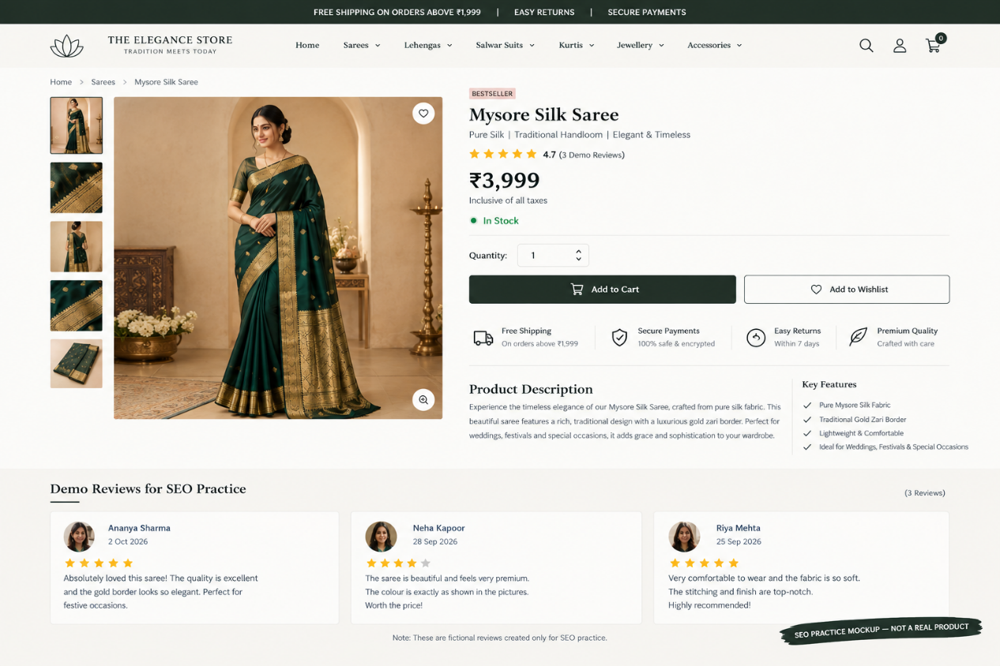 FREE SHIPPING ON ORDERS ABOVE ₹1,999 | EASY RETURNS | SECURE PAYMENTS
THE ELEGANCE STORE
TRADITION MEETS TODAY
Home Sarees Lehengas Salwar Suits Kurtis Jewellery Accessories
0
Home > Sarees > Mysore Silk Saree
BESTSELLER
Mysore Silk Saree
Pure Silk | Traditional Handloom | Elegant & Timeless
4.7 (3 Demo Reviews)
₹3,999
Inclusive of all taxes
In Stock
Quantity: 1
Add to Cart
Add to Wishlist
Free Shipping
On orders above ₹1,999
Secure Payments
100% safe & encrypted
Easy Returns
Within 7 days
Premium Quality
Crafted with care
Product Description
Experience the timeless elegance of our Mysore Silk Saree, crafted from pure silk fabric. This
beautiful saree features a rich, traditional design with a luxurious gold zari border. Perfect for
weddings, festivals and special occasions, it adds grace and sophistication to your wardrobe.
Key Features
Pure Mysore Silk Fabric
Traditional Gold Zari Border
Lightweight & Comfortable
Ideal for Weddings, Festivals & Special Occasions
Demo Reviews for SEO Practice
(3 Reviews)
Ananya Sharma
2 Oct 2026
Absolutely loved this saree! The quality is excellent
and the gold border looks so elegant. Perfect for
festive occasions.
Neha Kapoor
28 Sep 2026
The saree is beautiful and feels very premium.
The colour is exactly as shown in the pictures.
Worth the price!
Riya Mehta
25 Sep 2026
Very comfortable to wear and the fabric is so soft.
The stitching and finish are top-notch.
Highly recommended!
Note: These are fictional reviews created only for SEO practice.
SEO PRACTICE MOCKUP — NOT A REAL PRODUCT